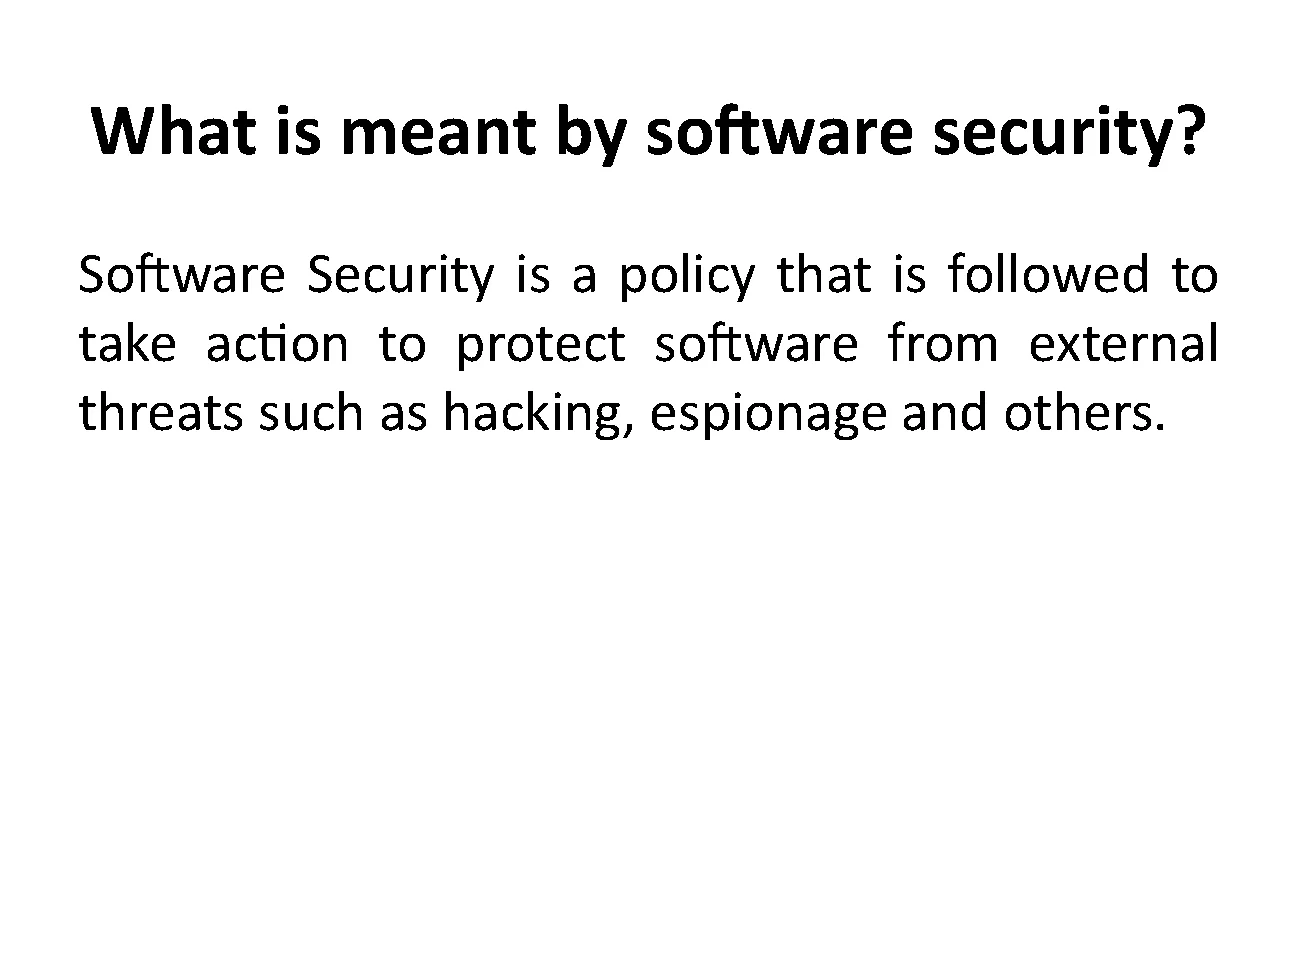 What is meant by software security?
Software Security is a policy that is followed to
take action to protect software from external
threats such as hacking, espionage and others.